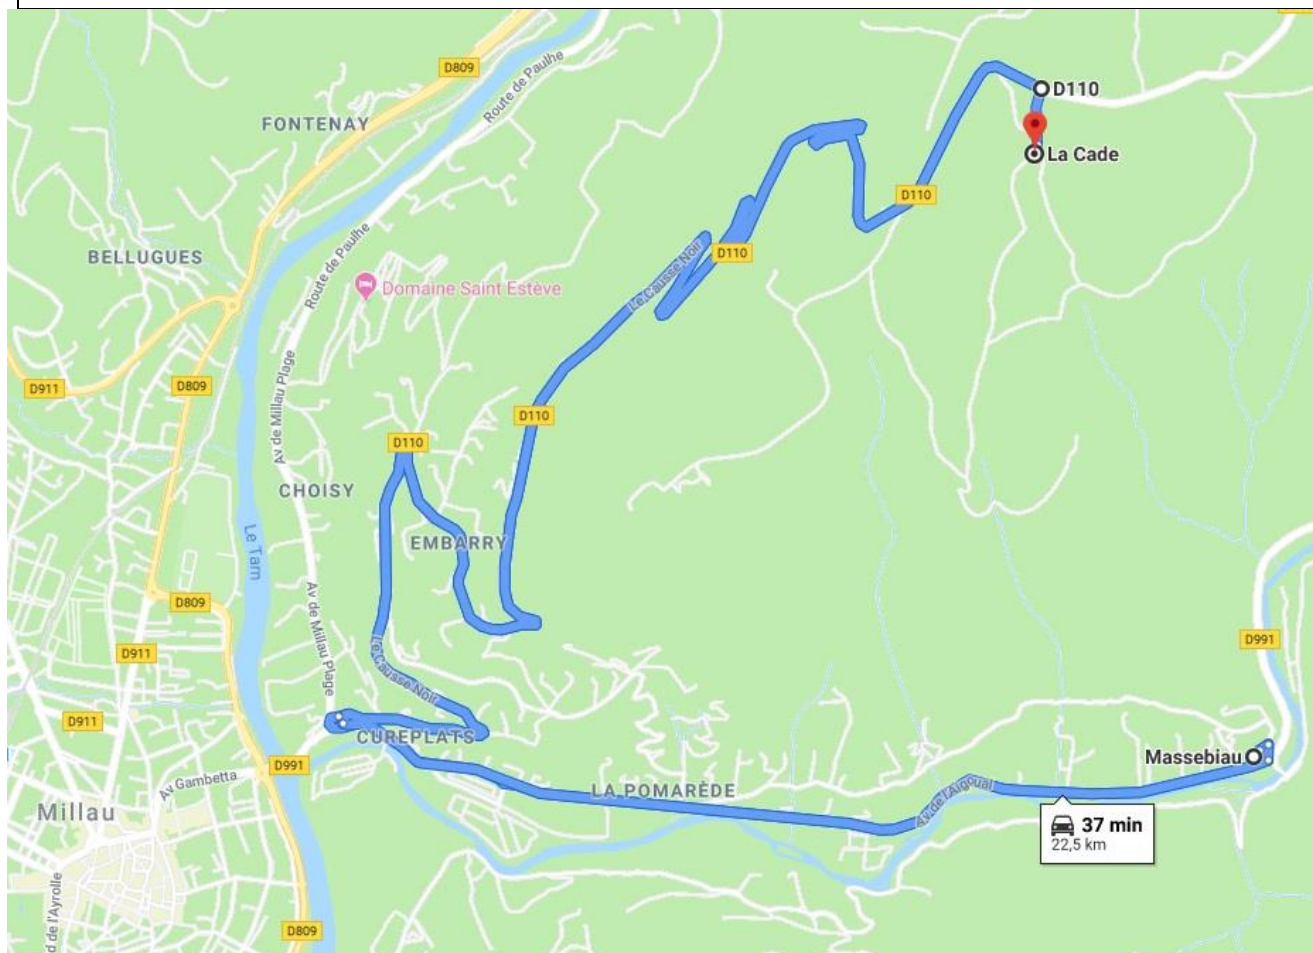 D809
Route de Paulhe
FONTENAY
D110
La Cade
D110
BELLUGUES
Route de Paulhe
D110
Le Causse Noir
Domaine Saint Estève
D911
D809
Av de Millau Plage
D110
D110
CHOISY
EMBARRY
Le Tarn
D809
Av de Millau Plage
D911
D991
Le Causse Noir
D911
CUREPLATS
Massebiau
D991
Av Gambetta
LA POMARÈDE
Av de l'Aigoual
Millau
37 min
22,5 km
d de l'Ayrolle
D809